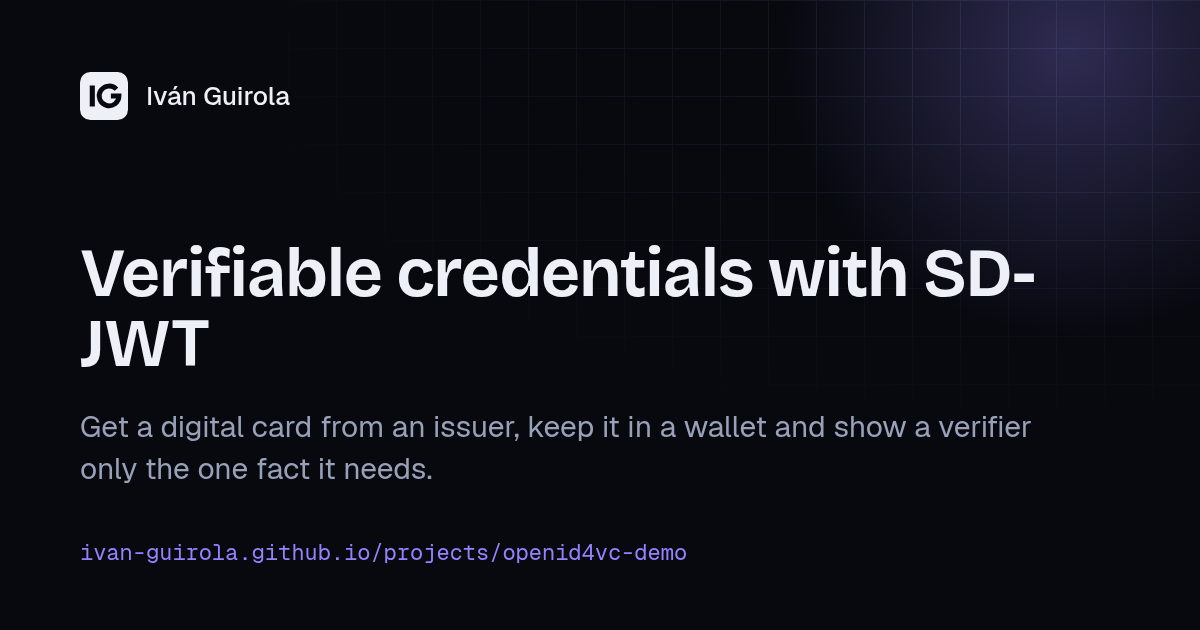 IG Iván Guirola
Verifiable credentials with SD-
JWT
Get a digital card from an issuer, keep it in a wallet and show a verifier
only the one fact it needs.
ivan-guirola.github.io/projects/openid4vc-demo